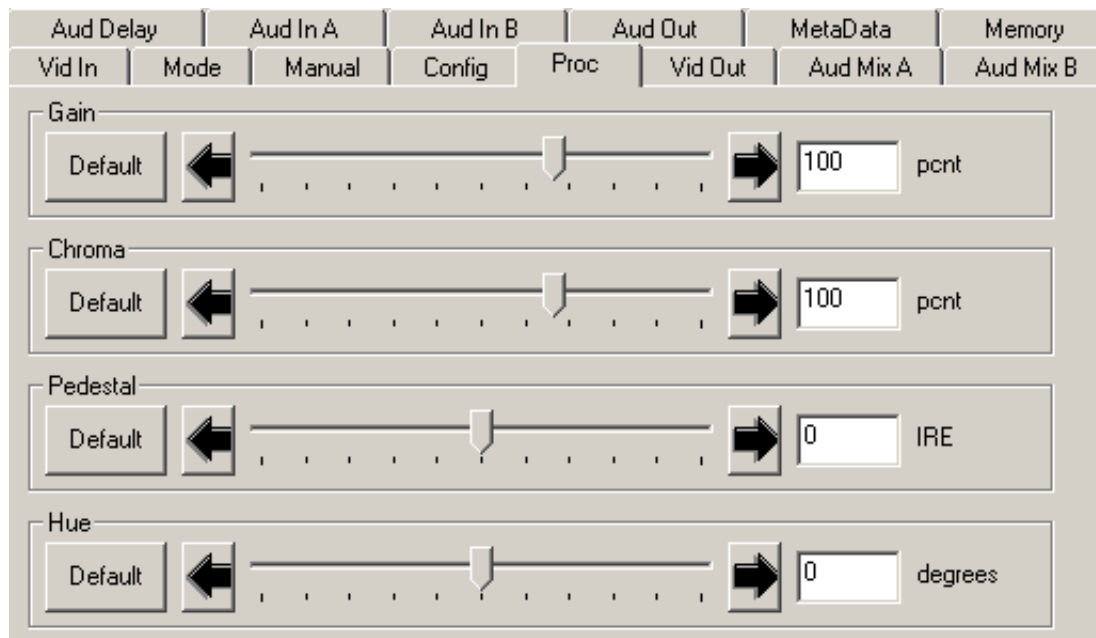 Aud Delay Aud In A Aud In B Aud Out MetaData Memory
Vid In Mode Manual Config Proc Vid Out Aud Mix A Aud Mix B
Gain
Default 100 pcnt
Chroma
Default 100 pcnt
Pedestal
Default 0 IRE
Hue
Default 0 degrees